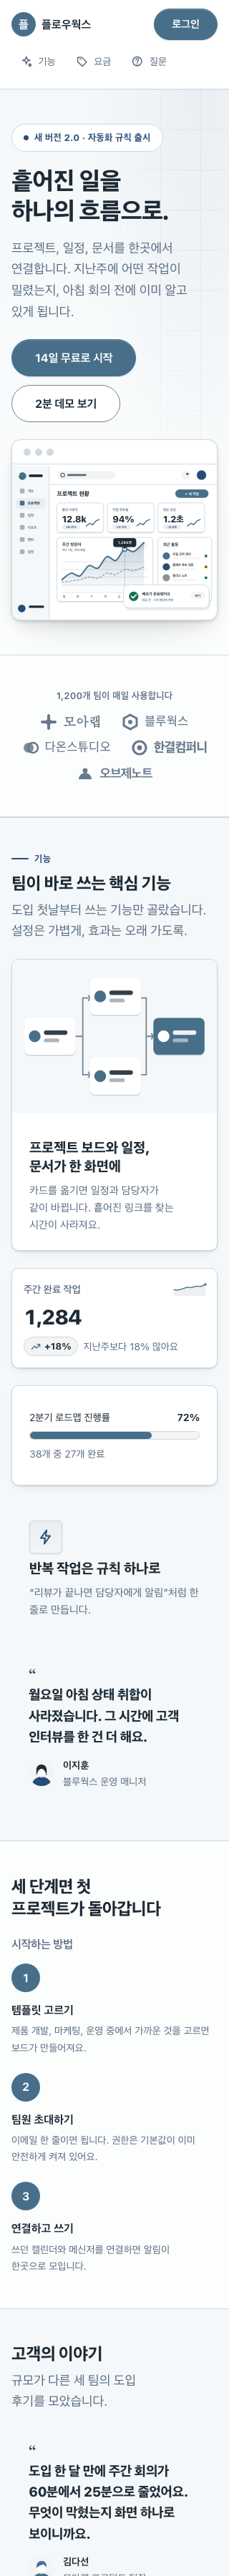 플 플로우웍스 로그인
기능 요금 질문
새 버전 2.0 · 자동화 규칙 출시
흩어진 일을
하나의 흐름으로.
프로젝트, 일정, 문서를 한곳에서
연결합니다. 지난주에 어떤 작업이
밀렸는지, 아침 회의 전에 이미 알고
있게 됩니다.
14일 무료로 시작
2분 데모 보기
프로젝트 현황
12.8k 94% 1.2초
1,284명
1,200개 팀이 매일 사용합니다
모아랩 블루웍스
다온스튜디오 한결컴퍼니
오브제노트
기능
팀이 바로 쓰는 핵심 기능
도입 첫날부터 쓰는 기능만 골랐습니다.
설정은 가볍게, 효과는 오래 가도록.
프로젝트 보드와 일정,
문서가 한 화면에
카드를 옮기면 일정과 담당자가
같이 바뀝니다. 흩어진 링크를 찾는
시간이 사라져요.
주간 완료 작업
1,284
+18% 지난주보다 18% 많아요
2분기 로드맵 진행률 72%
38개 중 27개 완료
반복 작업은 규칙 하나로
“리뷰가 끝나면 담당자에게 알림”처럼 한
줄로 만듭니다.
“
월요일 아침 상태 취합이
사라졌습니다. 그 시간에 고객
인터뷰를 한 건 더 해요.
이지훈
블루웍스 운영 매니저
세 단계면 첫
프로젝트가 돌아갑니다
시작하는 방법
1
템플릿 고르기
제품 개발, 마케팅, 운영 중에서 가까운 것을 고르면
보드가 만들어져요.
2
팀원 초대하기
이메일 한 줄이면 됩니다. 권한은 기본값이 이미
안전하게 켜져 있어요.
3
연결하고 쓰기
쓰던 캘린더와 메신저를 연결하면 알림이
한곳으로 모입니다.
고객의 이야기
규모가 다른 세 팀의 도입
후기를 모았습니다.
“
도입 한 달 만에 주간 회의가
60분에서 25분으로 줄었어요.
무엇이 막혔는지 화면 하나로
보이니까요.
김다선